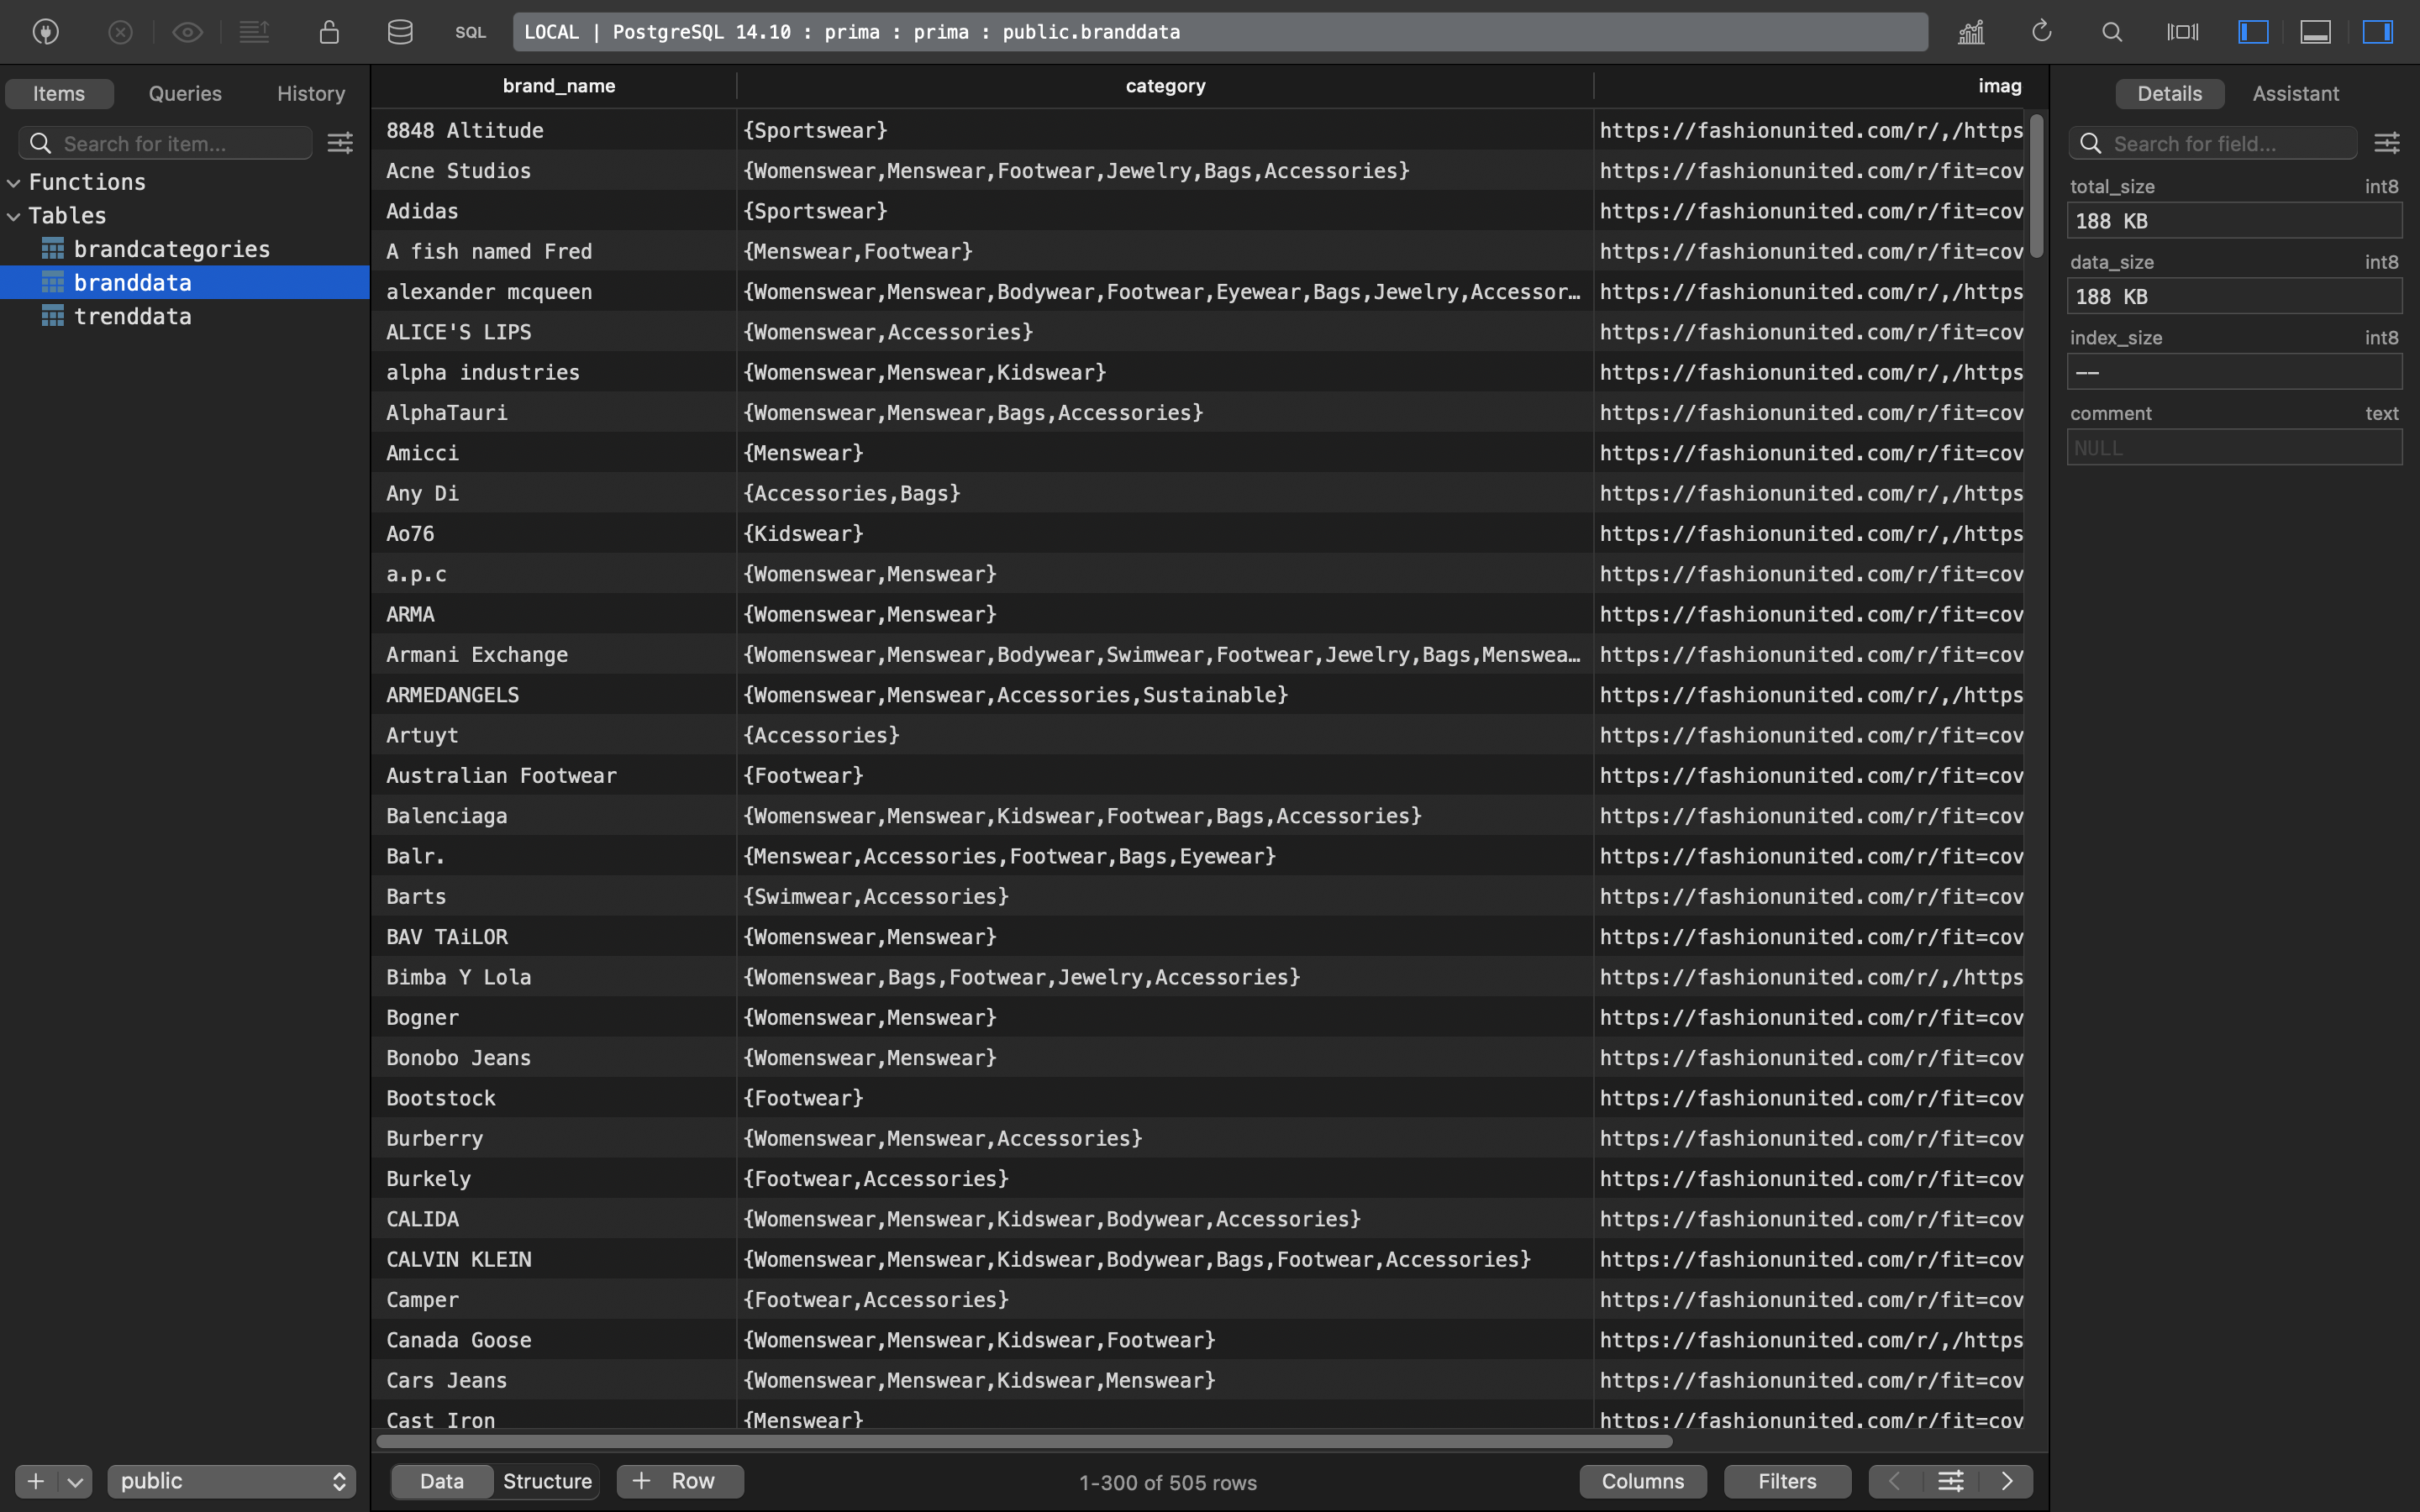 SQL
LOCAL | PostgreSQL 14.10 : prima : prima : public.branddata
Items Queries History
Search for item...
Functions
Tables
brandcategories
branddata
trenddata
brand_name category imag
8848 Altitude {Sportswear} https://fashionunited.com/r/,/https
Acne Studios {Womenswear,Menswear,Footwear,Jewelry,Bags,Accessories} https://fashionunited.com/r/fit=cov
Adidas {Sportswear} https://fashionunited.com/r/fit=cov
A fish named Fred {Menswear,Footwear} https://fashionunited.com/r/fit=cov
alexander mcqueen {Womenswear,Menswear,Bodywear,Footwear,Eyewear,Bags,Jewelry,Accessor… https://fashionunited.com/r/,/https
ALICE'S LIPS {Womenswear,Accessories} https://fashionunited.com/r/fit=cov
alpha industries {Womenswear,Menswear,Kidswear} https://fashionunited.com/r/,/https
AlphaTauri {Womenswear,Menswear,Bags,Accessories} https://fashionunited.com/r/fit=cov
Amicci {Menswear} https://fashionunited.com/r/fit=cov
Any Di {Accessories,Bags} https://fashionunited.com/r/,/https
Ao76 {Kidswear} https://fashionunited.com/r/,/https
a.p.c {Womenswear,Menswear} https://fashionunited.com/r/fit=cov
ARMA {Womenswear,Menswear} https://fashionunited.com/r/fit=cov
Armani Exchange {Womenswear,Menswear,Bodywear,Swimwear,Footwear,Jewelry,Bags,Menswea… https://fashionunited.com/r/fit=cov
ARMEDANGELS {Womenswear,Menswear,Accessories,Sustainable} https://fashionunited.com/r/,/https
Artuyt {Accessories} https://fashionunited.com/r/fit=cov
Australian Footwear {Footwear} https://fashionunited.com/r/fit=cov
Balenciaga {Womenswear,Menswear,Kidswear,Footwear,Bags,Accessories} https://fashionunited.com/r/fit=cov
Balr. {Menswear,Accessories,Footwear,Bags,Eyewear} https://fashionunited.com/r/fit=cov
Barts {Swimwear,Accessories} https://fashionunited.com/r/fit=cov
BAV TAiLOR {Womenswear,Menswear} https://fashionunited.com/r/fit=cov
Bimba Y Lola {Womenswear,Bags,Footwear,Jewelry,Accessories} https://fashionunited.com/r/,/https
Bogner {Womenswear,Menswear} https://fashionunited.com/r/fit=cov
Bonobo Jeans {Womenswear,Menswear} https://fashionunited.com/r/fit=cov
Bootstock {Footwear} https://fashionunited.com/r/fit=cov
Burberry {Womenswear,Menswear,Accessories} https://fashionunited.com/r/fit=cov
Burkely {Footwear,Accessories} https://fashionunited.com/r/fit=cov
CALIDA {Womenswear,Menswear,Kidswear,Bodywear,Accessories} https://fashionunited.com/r/fit=cov
CALVIN KLEIN {Womenswear,Menswear,Kidswear,Bodywear,Bags,Footwear,Accessories} https://fashionunited.com/r/fit=cov
Camper {Footwear,Accessories} https://fashionunited.com/r/fit=cov
Canada Goose {Womenswear,Menswear,Kidswear,Footwear} https://fashionunited.com/r/,/https
Cars Jeans {Womenswear,Menswear,Kidswear,Menswear} https://fashionunited.com/r/fit=cov
Cast Iron {Menswear} https://fashionunited.com/r/fit=cov
Details Assistant
Search for field...
total_size int8
188 KB
data_size int8
188 KB
index_size int8
——
comment text
NULL
public
Data Structure + Row 1-300 of 505 rows Columns Filters